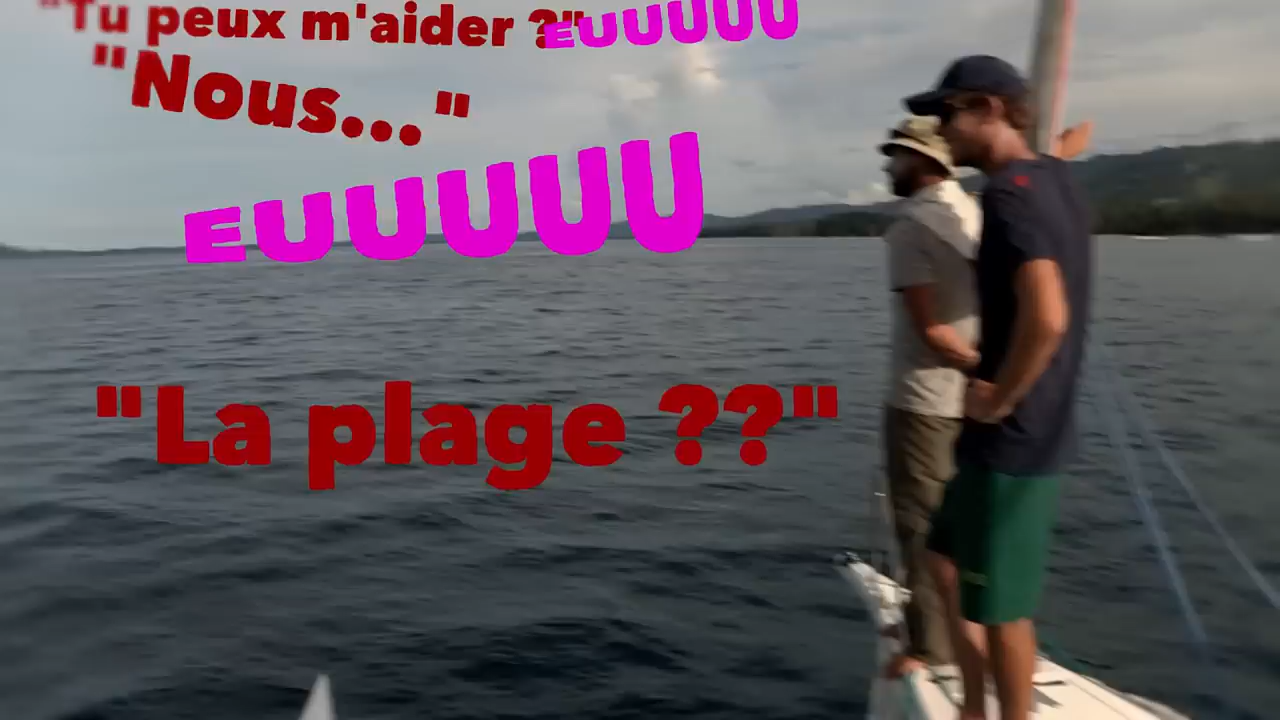 "Tu peux m'aider ?"
EUUUUU
"Nous..."
EUUUUU
"La plage ??"